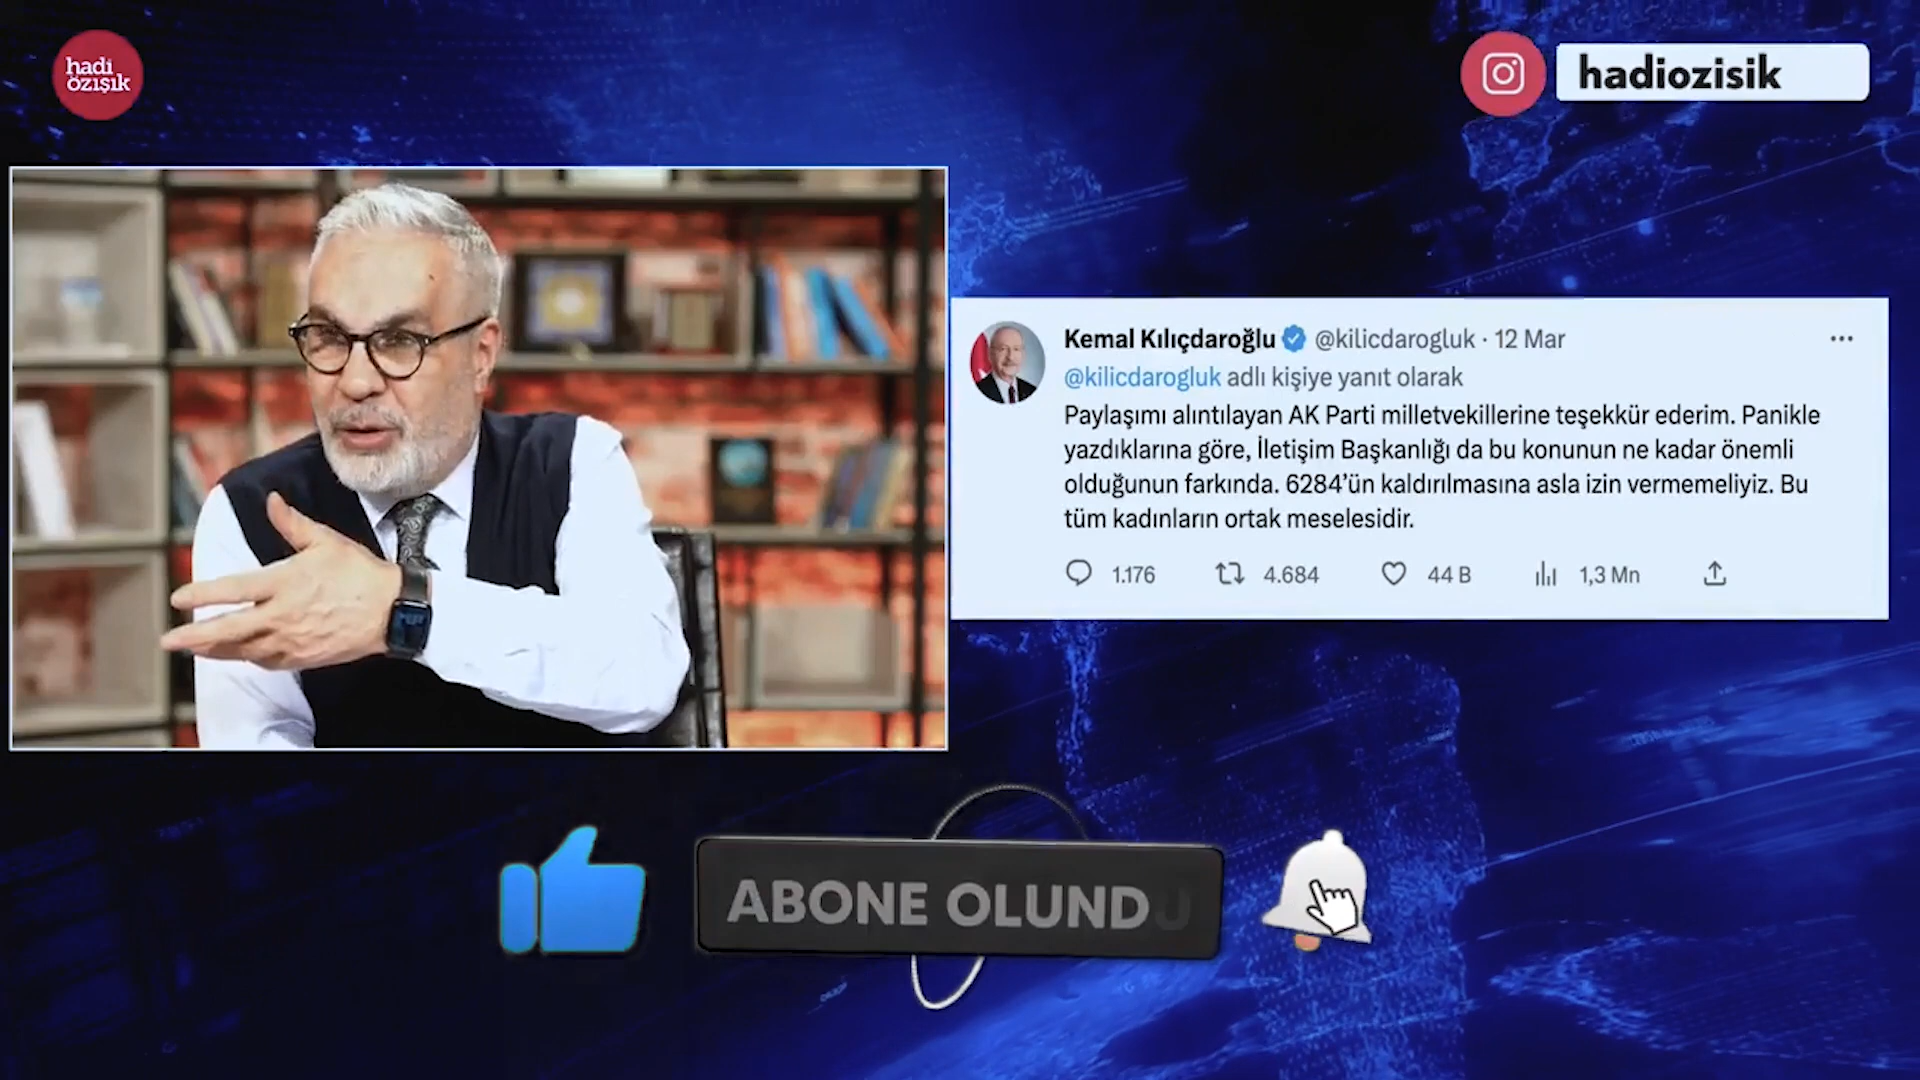 hadi
özışık
hadiozisik
Kemal Kılıçdaroğlu @kilicdarogluk · 12 Mar
@kilicdarogluk adlı kişiye yanıt olarak
Paylaşımı alıntılayan AK Parti milletvekillerine teşekkür ederim. Panikle
yazdıklarına göre, İletişim Başkanlığı da bu konunun ne kadar önemli
olduğunun farkında. 6284'ün kaldırılmasına asla izin vermemeliyiz. Bu
tüm kadınların ortak meselesidir.
1.176 4.684 44 B 1,3 Mn
ABONE OLUNDU